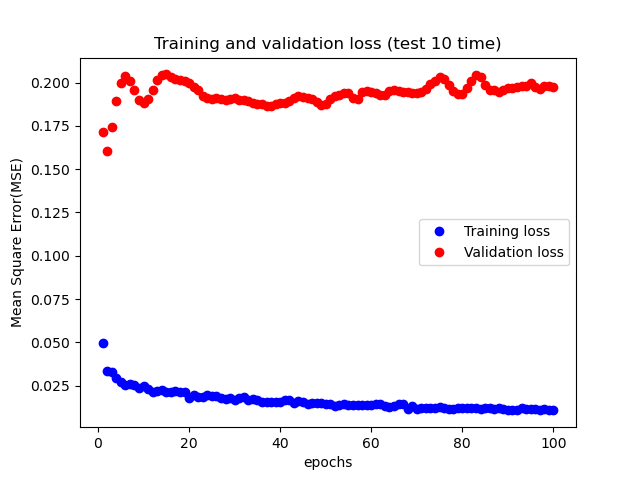 Training and validation loss (test 10 time)
Mean Square Error(MSE)
0.200
0.175
0.150
0.125
0.100
0.075
0.050
0.025
Training loss
Validation loss
0 20 40 60 80 100
epochs